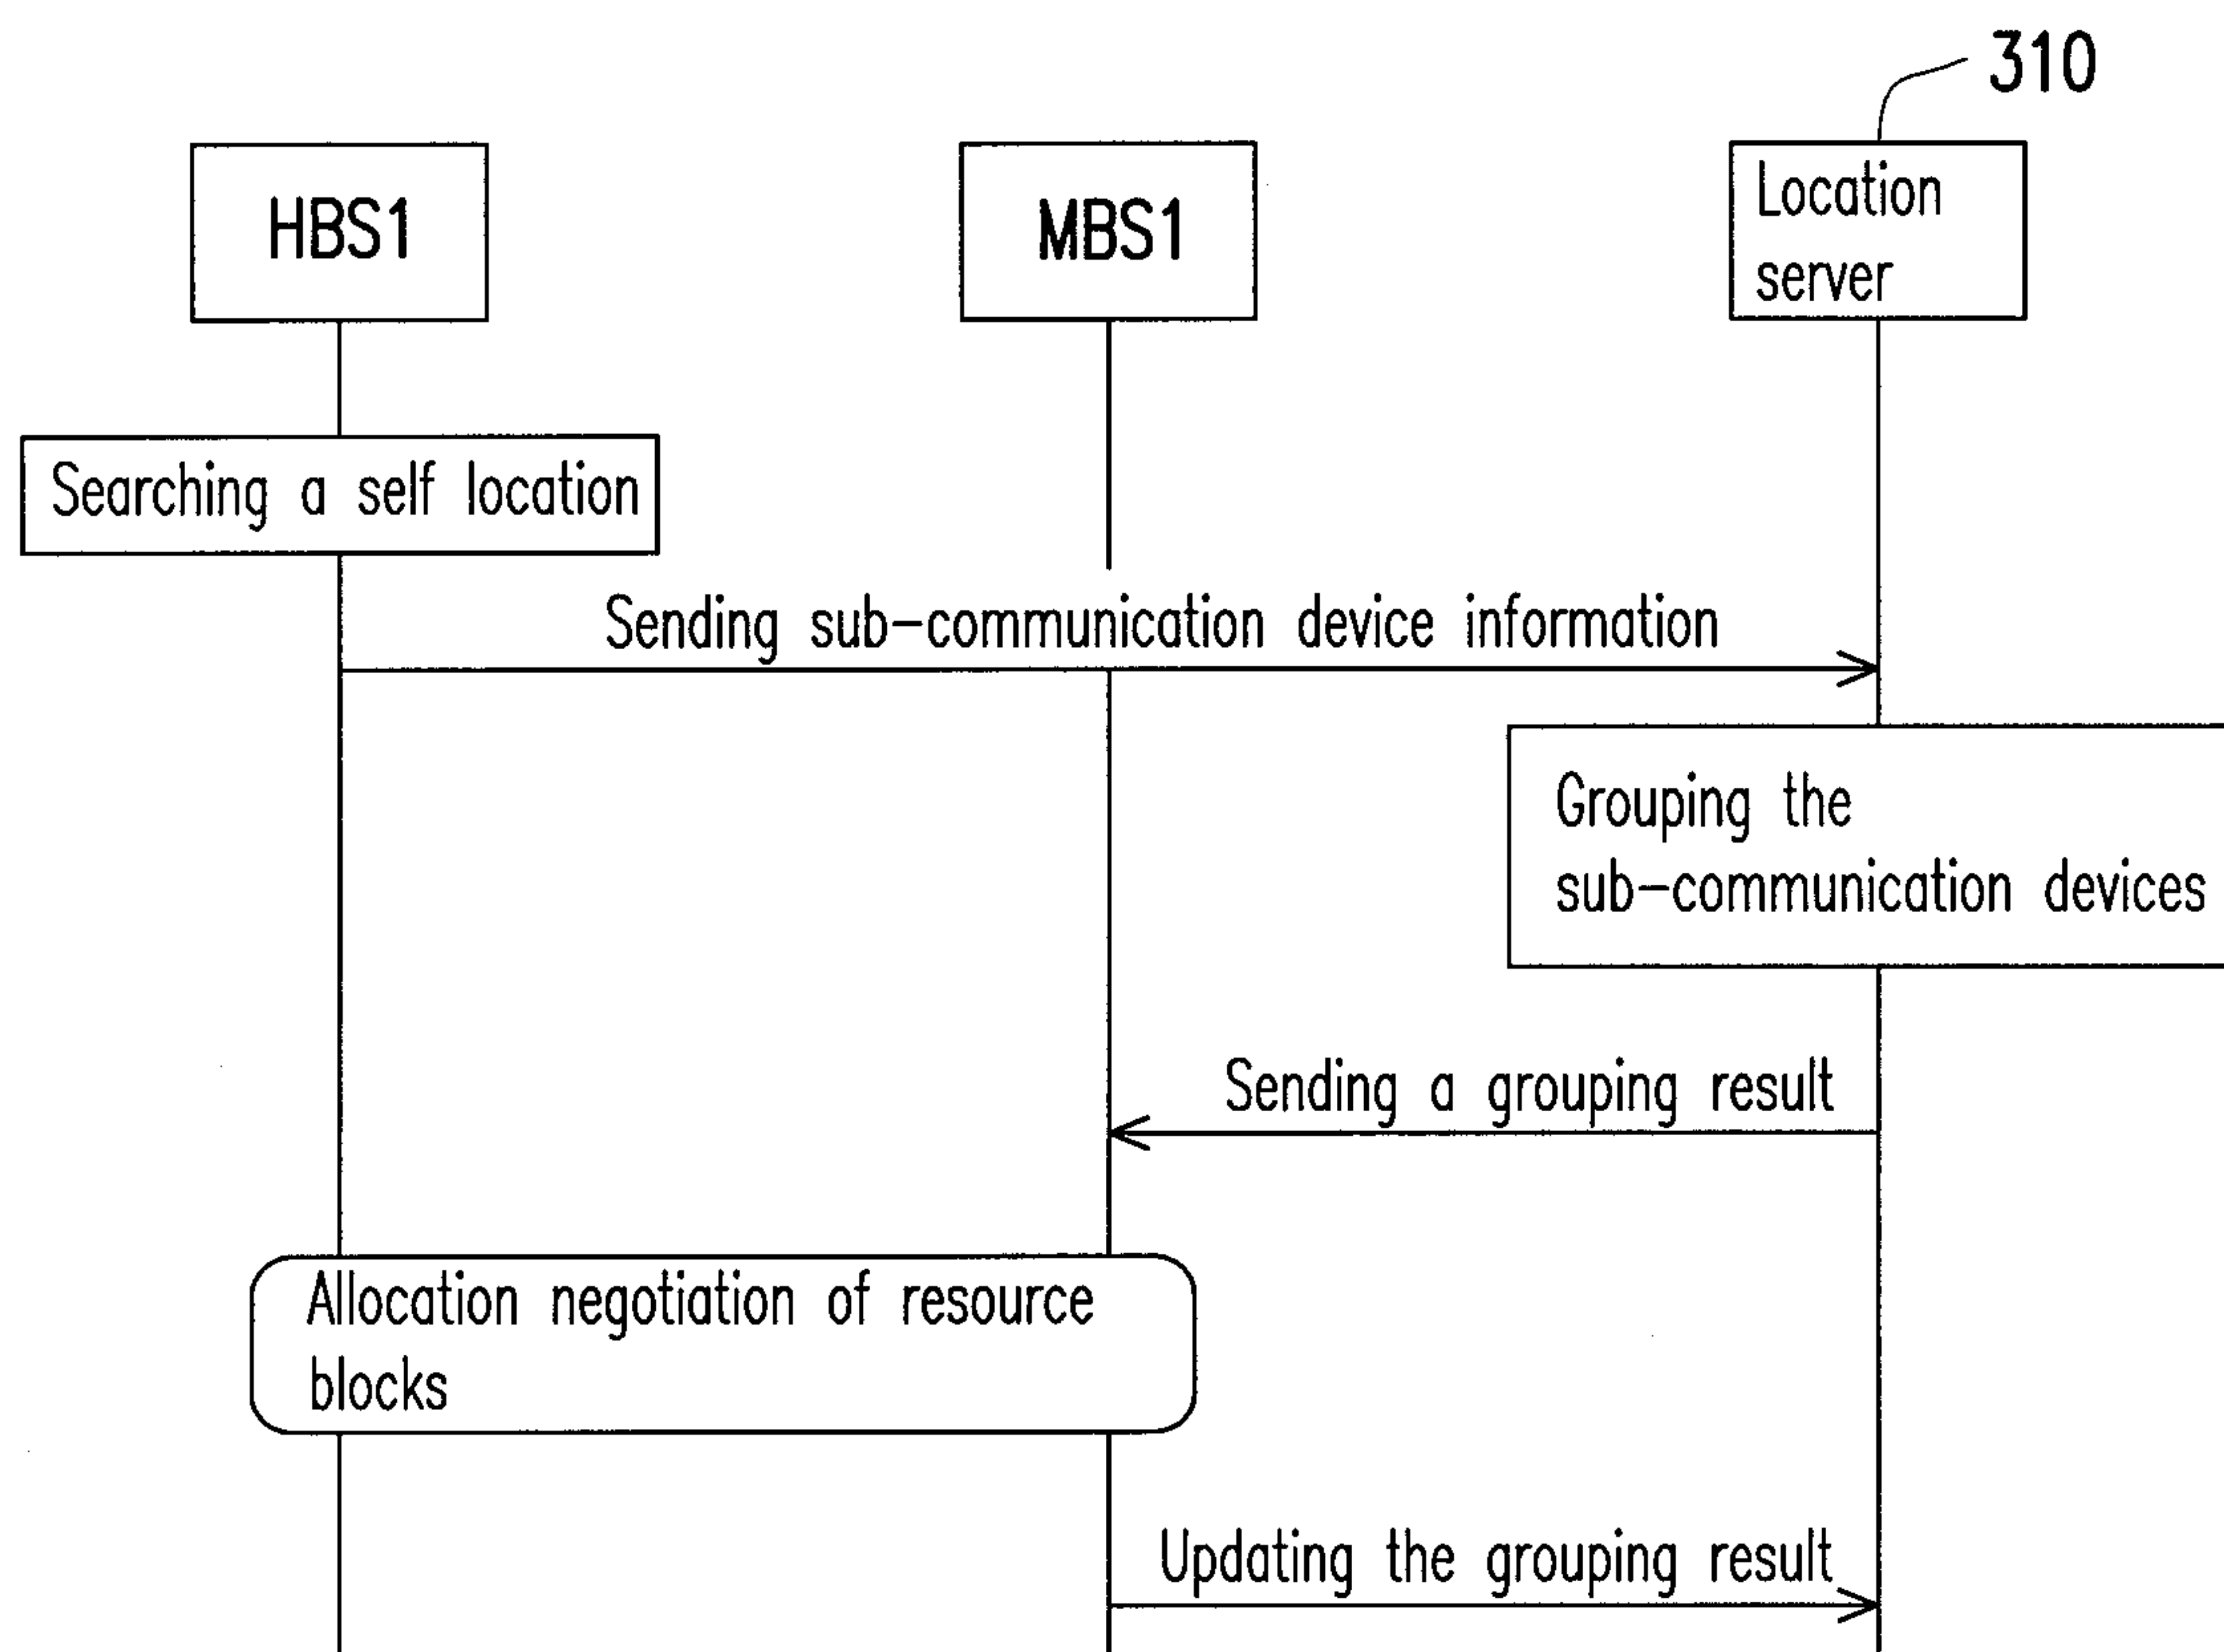 310
HBS1
MBS1
Location
server
Searching a self location
Sending sub-communication device information
Grouping the
sub-communication devices
Sending a grouping result
Allocation negotiation of resource
blocks
Updating the grouping result